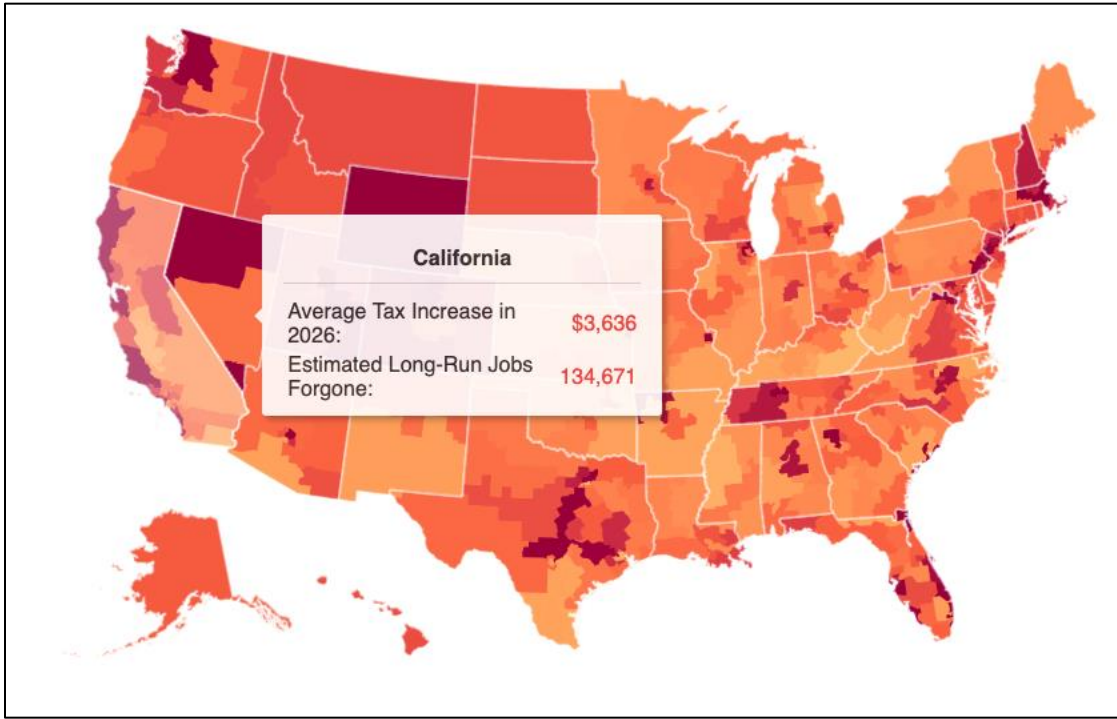 California
Average Tax Increase in $3,636
2026:
Estimated Long-Run Jobs 134,671
Forgone: